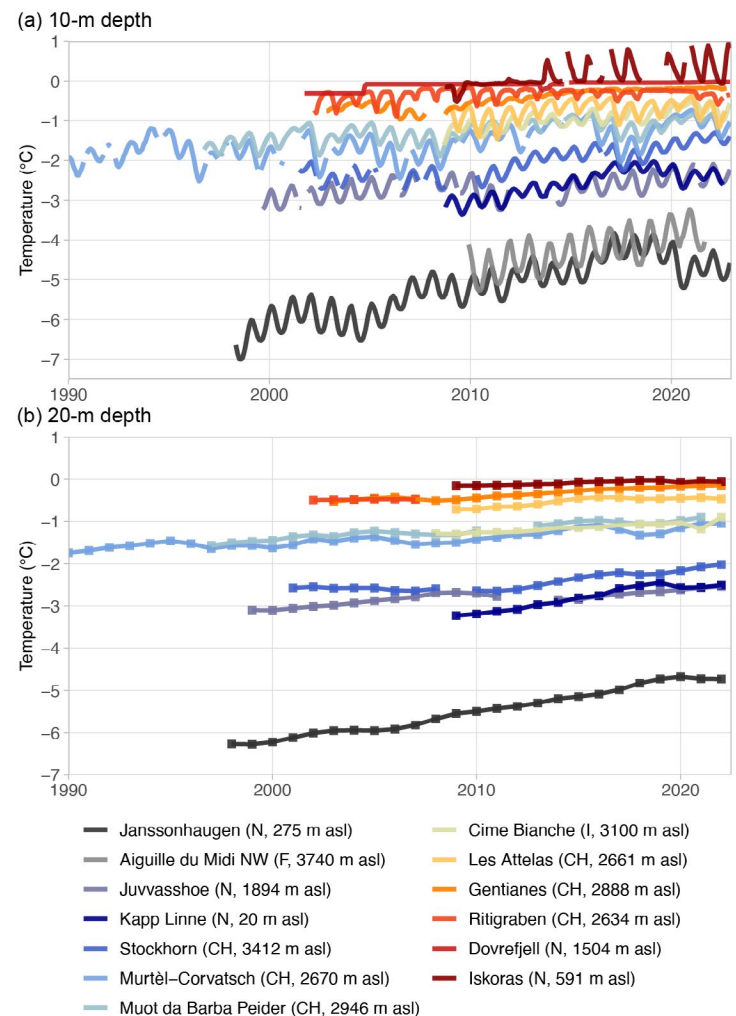 (a) 10-m depth
1
0
−1
−2
−3
−4
−5
−6
−7
Temperature (°C)
1990 2000 2010 2020
(b) 20-m depth
1
0
−1
−2
−3
−4
−5
−6
−7
Temperature (°C)
1990 2000 2010 2020
Janssonhaugen (N, 275 m asl)
Aiguille du Midi NW (F, 3740 m asl)
Juvvasshoe (N, 1894 m asl)
Kapp Linne (N, 20 m asl)
Stockhorn (CH, 3412 m asl)
Murtèl−Corvatsch (CH, 2670 m asl)
Muot da Barba Peider (CH, 2946 m asl)
Cime Bianche (I, 3100 m asl)
Les Attelas (CH, 2661 m asl)
Gentianes (CH, 2888 m asl)
Ritigraben (CH, 2634 m asl)
Dovrefjell (N, 1504 m asl)
Iskoras (N, 591 m asl)